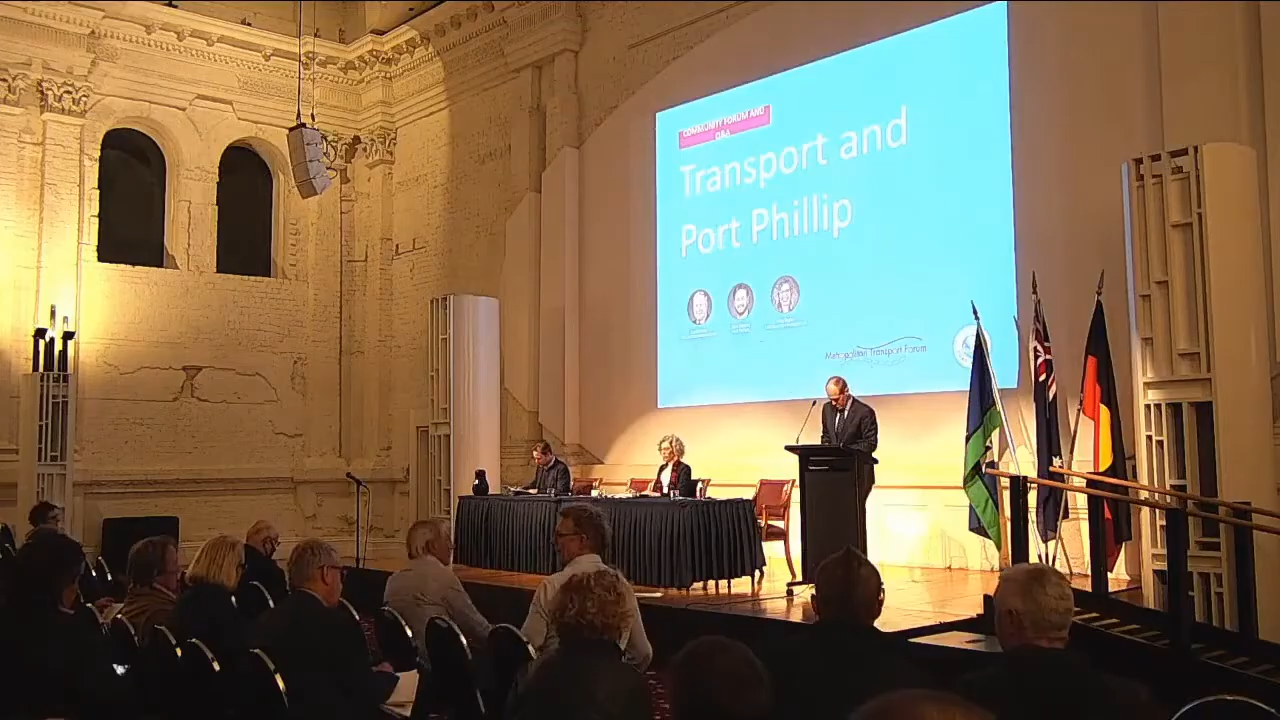 COMMUNITY FORUM AND
Q&A
Transport and
Port Phillip
Metropolitan Transport Forum